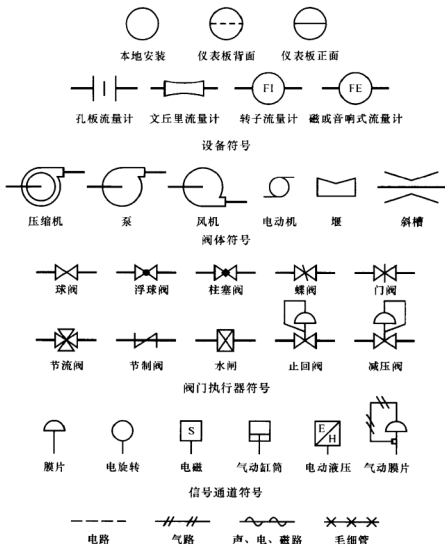 本地安装 仪表板背面 仪表板正面
FI FE
孔板流量计 文丘里流量计 转子流量计 磁或音响式流量计
设备符号
压缩机 泵 风机 电动机 堰 斜槽
阀体符号
球阀 浮球阀 柱塞阀 蝶阀 门阀
节流阀 节制阀 水闸 止回阀 减压阀
阀门执行器符号
S E H
膜片 电旋转 电磁 气动缸筒 电动液压 气动膜片
信号通道符号
电路 气路 声、电、磁路 毛细管